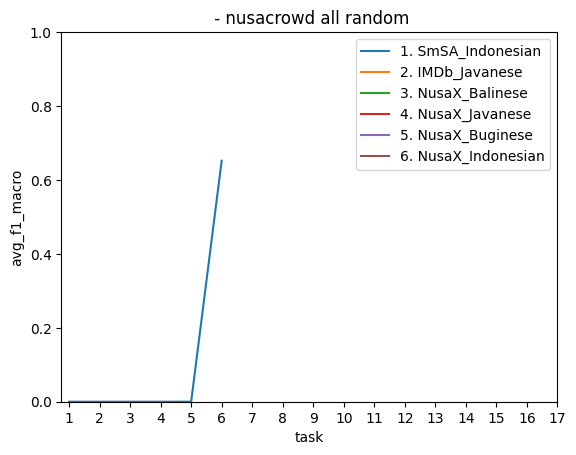 - nusacrowd all random
1. SmSA_Indonesian
2. IMDb_Javanese
3. NusaX_Balinese
4. NusaX_Javanese
5. NusaX_Buginese
6. NusaX_Indonesian
avg_f1_macro
1.0
0.8
0.6
0.4
0.2
0.0
1 2 3 4 5 6 7 8 9 10 11 12 13 14 15 16 17
task